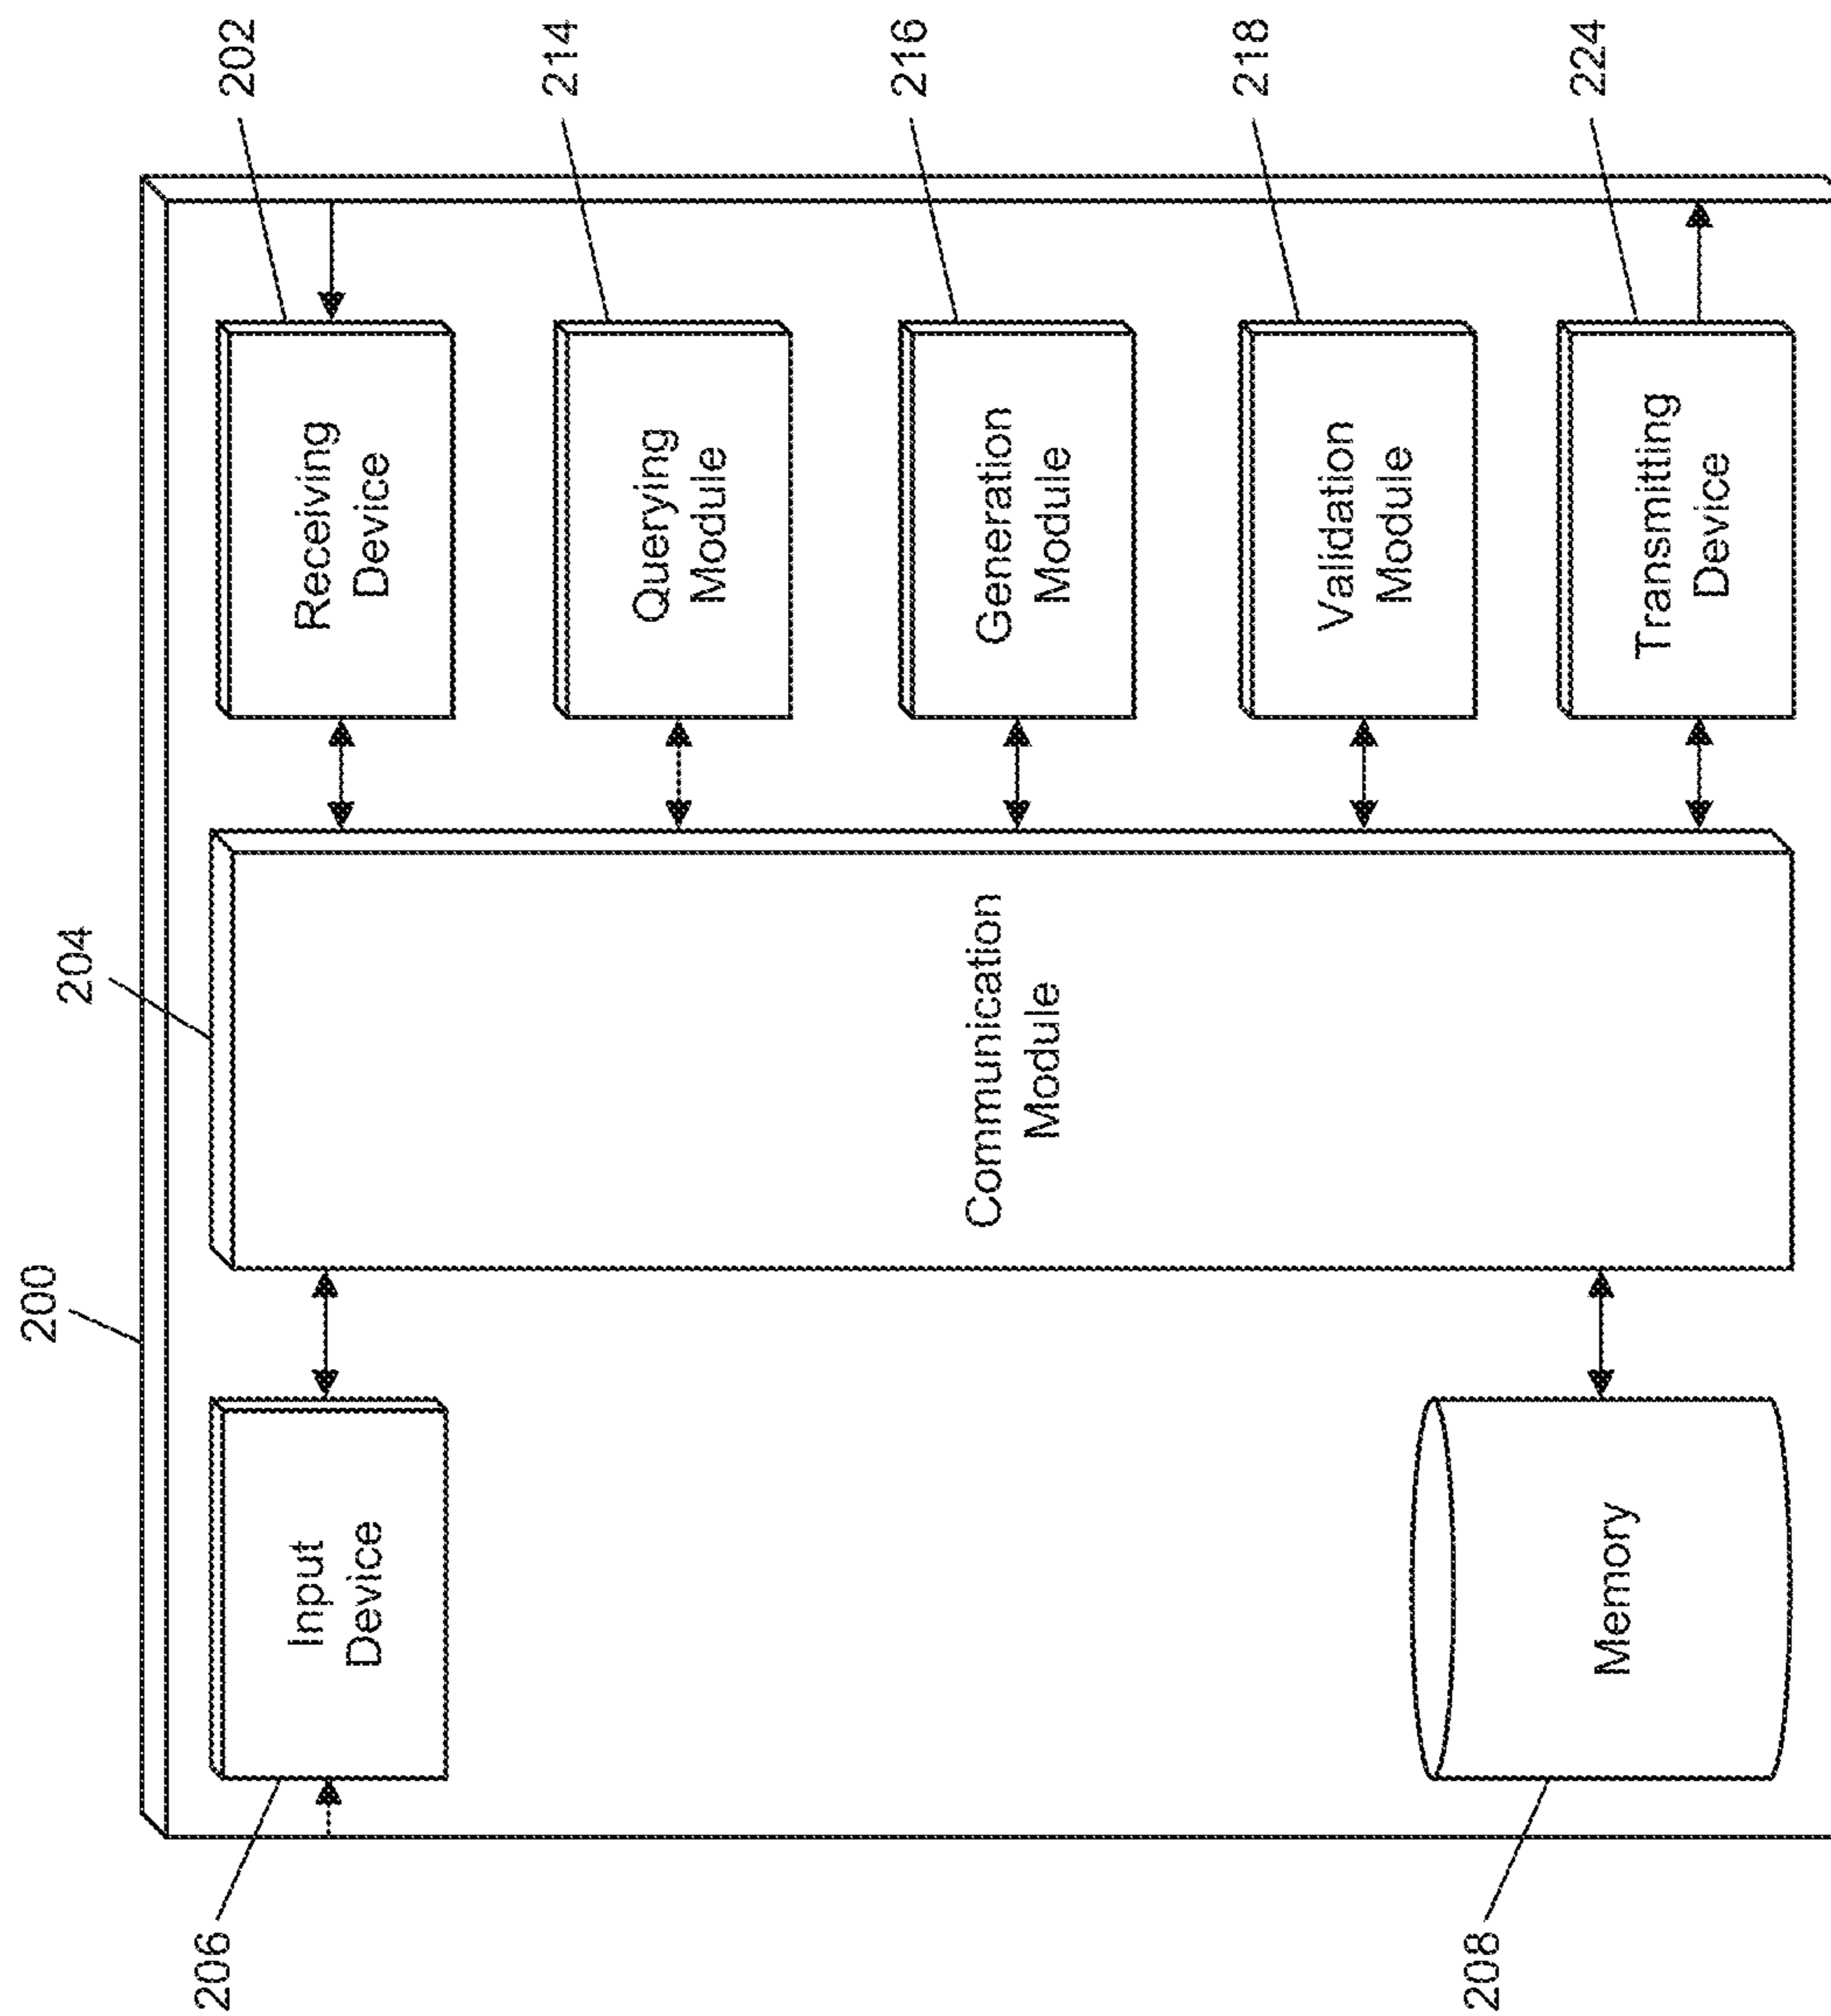 200
204
206
Input
Device
208
Memory
Communication
Module
Receiving
Device
202
Querying
Module
214
Generation
Module
216
Validation
Module
218
Transmitting
Device
224